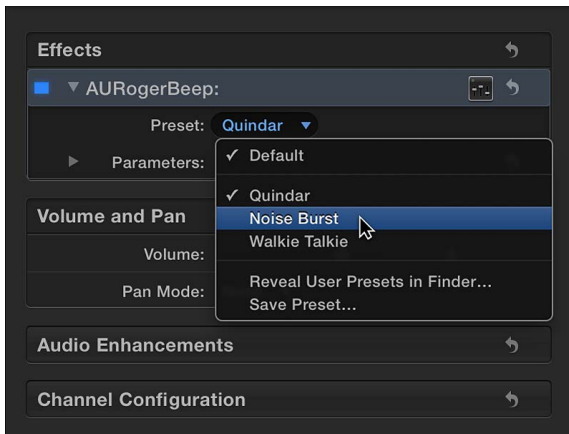 Effects
AURogerBeep:
Preset: Quindar
Parameters:
✓ Default
✓ Quindar
Noise Burst
Walkie Talkie
Reveal User Presets in Finder...
Save Preset...
Volume and Pan
Volume:
Pan Mode:
Audio Enhancements
Channel Configuration